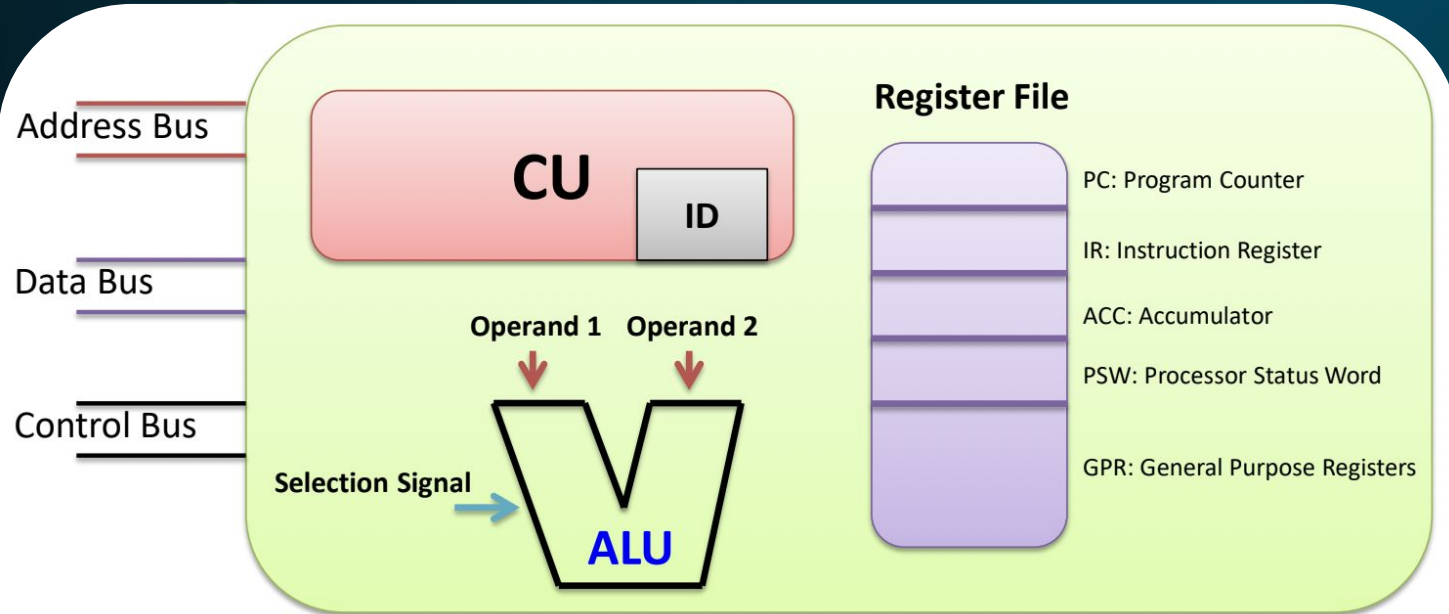 Address Bus
Data Bus
Control Bus
CU
ID
Operand 1 Operand 2
Selection Signal
ALU
Register File
PC: Program Counter
IR: Instruction Register
ACC: Accumulator
PSW: Processor Status Word
GPR: General Purpose Registers